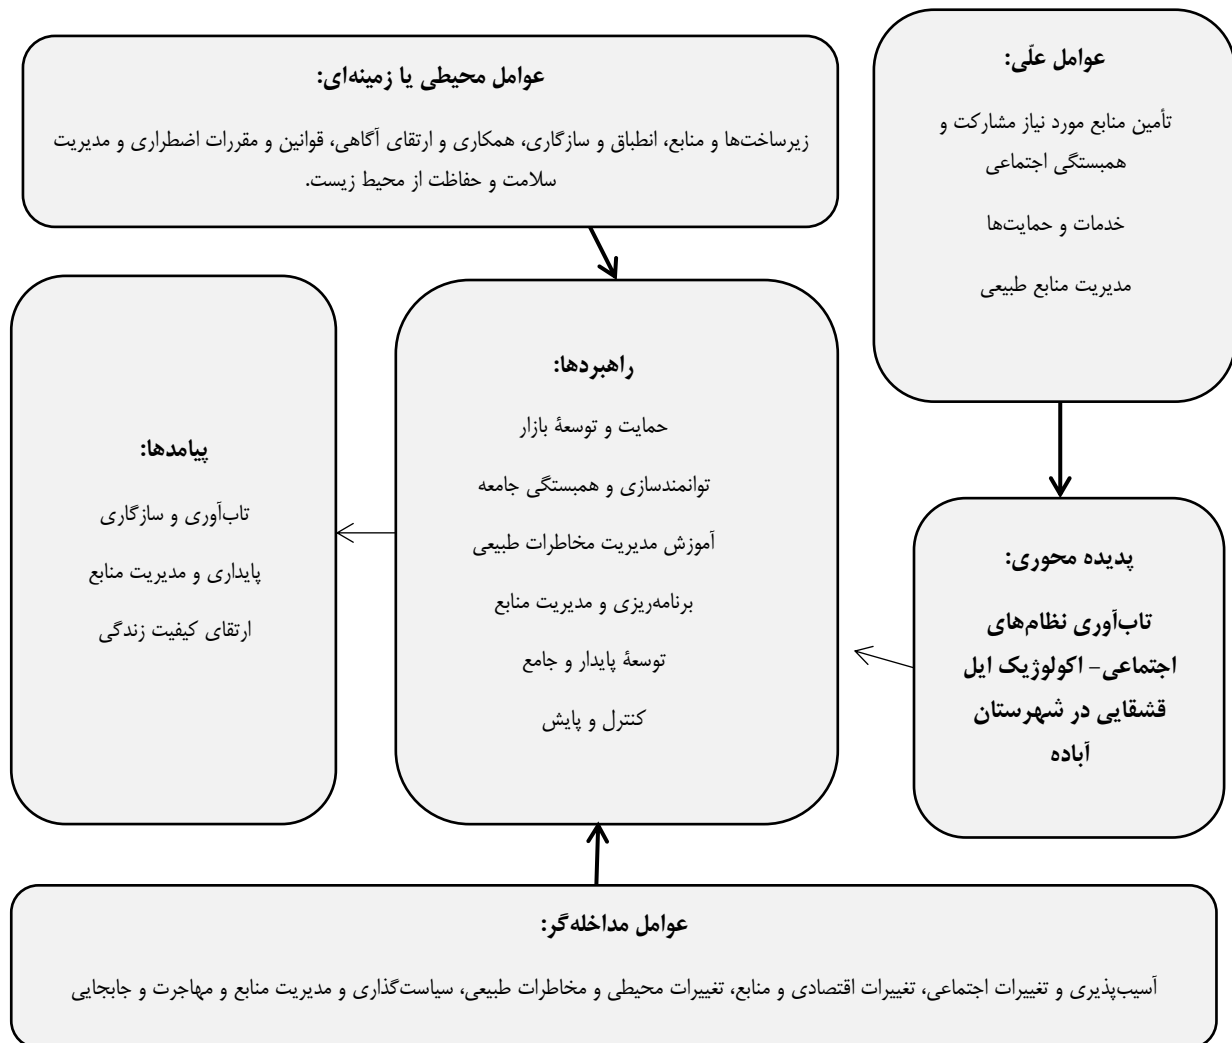 عوامل علّی:
تأمین منابع مورد نیاز مشارکت و
همبستگی اجتماعی
خدمات و حمایت‌ها
مدیریت منابع طبیعی
عوامل محیطی یا زمینه‌ای:
زیرساخت‌ها و منابع، انطباق و سازگاری، همکاری و ارتقای آگاهی، قوانین و مقررات اضطراری و مدیریت
سلامت و حفاظت از محیط زیست.
پدیده محوری:
تاب‌آوری نظام‌های
اجتماعی- اکولوژیک ایل
قشقایی در شهرستان
آباده
راهبردها:
حمایت و توسعۀ بازار
توانمندسازی و همبستگی جامعه
آموزش مدیریت مخاطرات طبیعی
برنامه‌ریزی و مدیریت منابع
توسعۀ پایدار و جامع
کنترل و پایش
پیامدها:
تاب‌آوری و سازگاری
پایداری و مدیریت منابع
ارتقای کیفیت زندگی
عوامل مداخله‌گر:
آسیب‌پذیری و تغییرات اجتماعی، تغییرات اقتصادی و منابع، تغییرات محیطی و مخاطرات طبیعی، سیاست‌گذاری و مدیریت منابع و مهاجرت و جابجایی